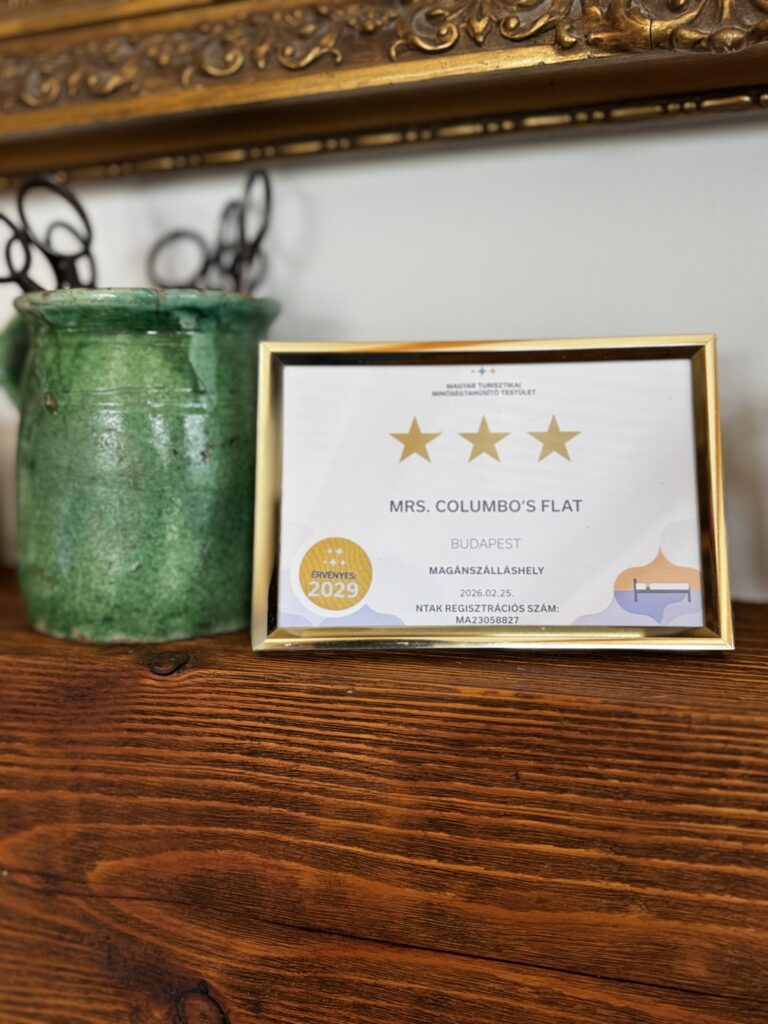 MAGYAR TURISZTIKAI
MINŐSÉGTANÚSÍTÓ TESTÜLET
MRS. COLUMBO'S FLAT
BUDAPEST
MAGÁNSZÁLLÁSHELY
2026.02.25.
NTAK REGISZTRÁCIÓS SZÁM:
MA23058827
ÉRVÉNYES:
2029